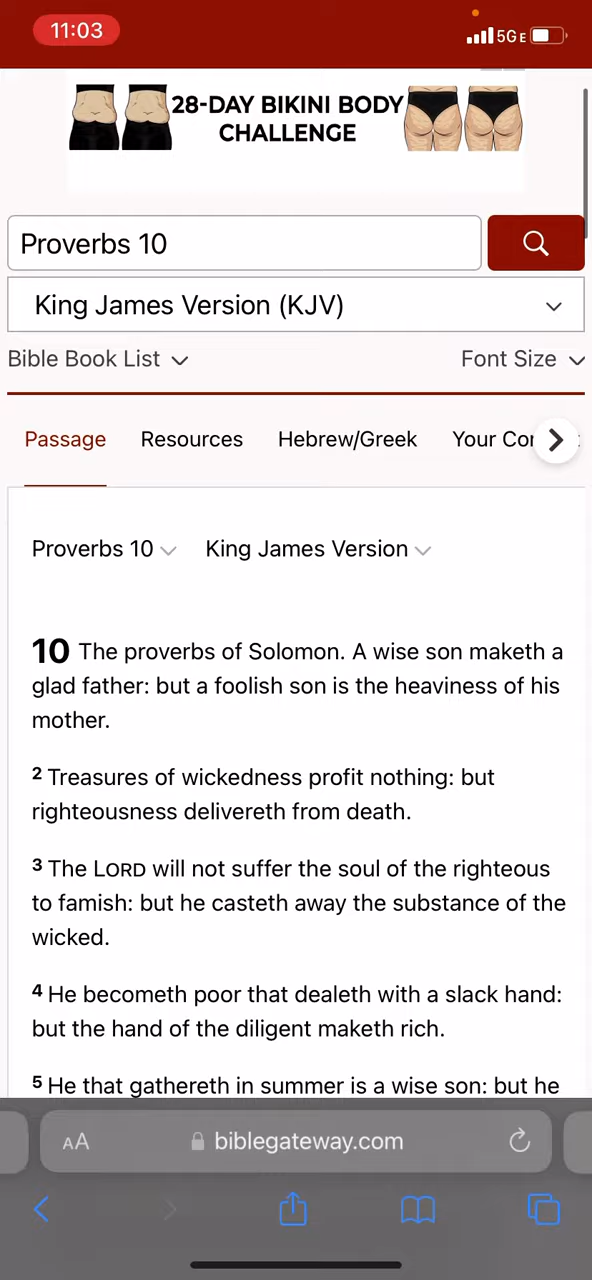 11:03
5GE
28-DAY BIKINI BODY
CHALLENGE
Proverbs 10
King James Version (KJV)
Bible Book List
Font Size
Passage Resources Hebrew/Greek Your Con
Proverbs 10 King James Version
10 The proverbs of Solomon. A wise son maketh a
glad father: but a foolish son is the heaviness of his
mother.
2 Treasures of wickedness profit nothing: but
righteousness delivereth from death.
3 The LORD will not suffer the soul of the righteous
to famish: but he casteth away the substance of the
wicked.
4 He becometh poor that dealeth with a slack hand:
but the hand of the diligent maketh rich.
5 He that gathereth in summer is a wise son: but he
AA biblegateway.com